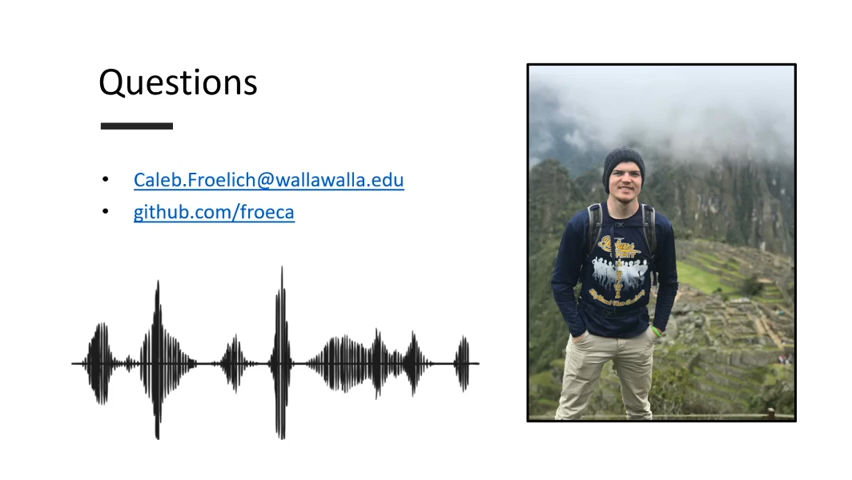 Questions
• Caleb.Froelich@wallawalla.edu
• github.com/froeca